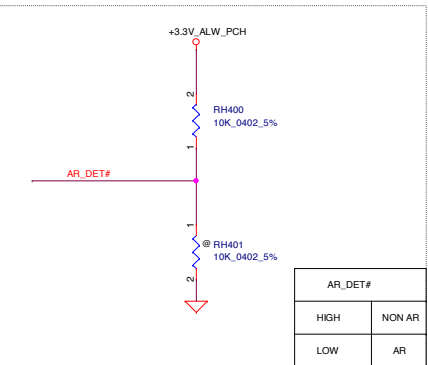 +3.3V_ALW_PCH
2
RH400
10K_0402_5%
1
AR_DET#
1
@ RH401
10K_0402_5%
2
AR_DET#
HIGH NON AR
LOW AR